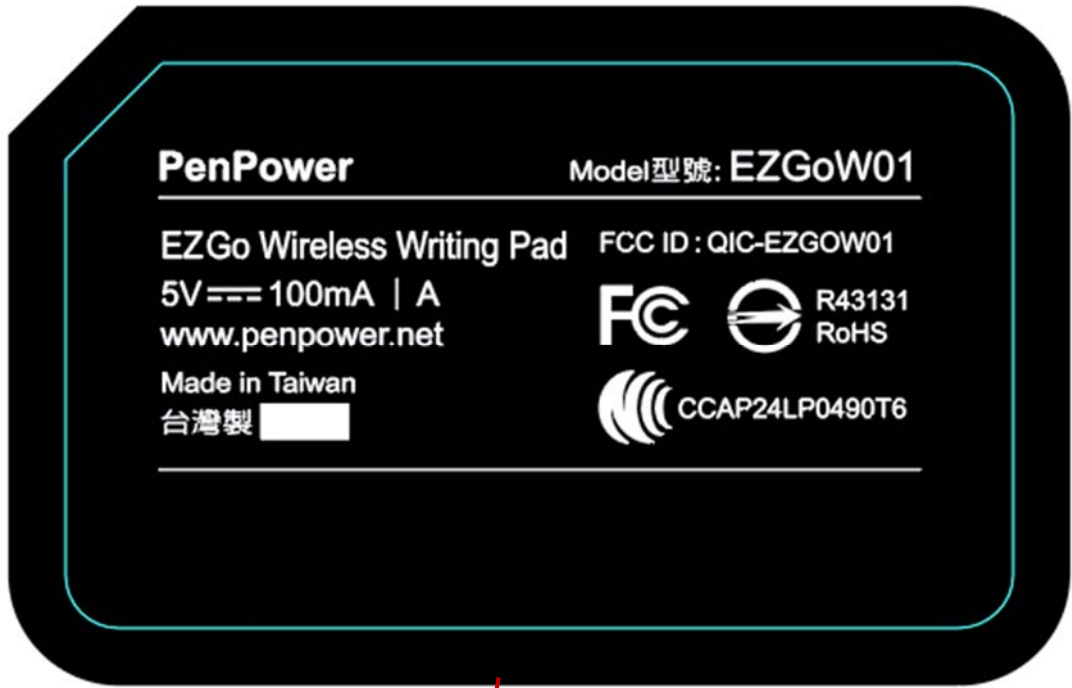 PenPower
Model型號: EZGoW01
EZGo Wireless Writing Pad
5V⎓100mA | A
www.penpower.net
Made in Taiwan
台灣製
FCC ID : QIC-EZGOW01
FC
R43131
RoHS
CCAP24LP0490T6